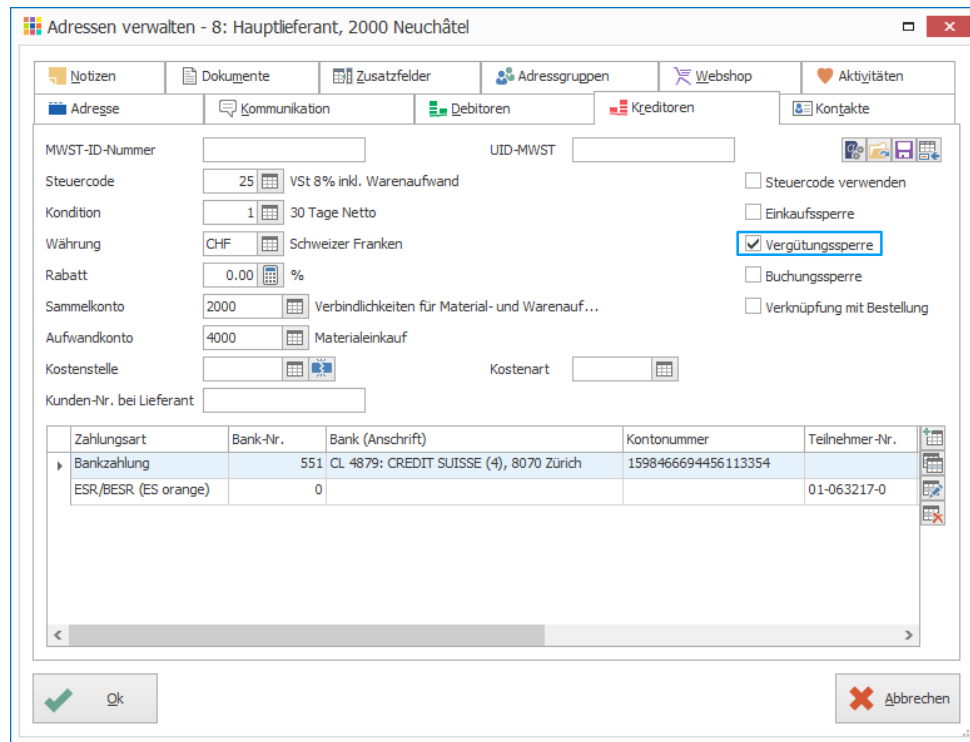 Adressen verwalten - 8: Hauptlieferant, 2000 Neuchâtel
Notizen Dokumente Zusatzfelder Adressgruppen Webshop Aktivitäten
Adresse Kommunikation Debitoren Kreditoren Kontakte
MWST-ID-Nummer UID-MWST
Steuercode 25 VSt 8% inkl. Warenaufwand Steuercode verwenden
Kondition 1 30 Tage Netto Einkaufssperre
Währung CHF Schweizer Franken Vergütungssperre
Rabatt 0.00 % Buchungssperre
Sammelkonto 2000 Verbindlichkeiten für Material- und Warenauf... Verknüpfung mit Bestellung
Aufwandkonto 4000 Materialeinkauf
Kostenstelle Kostenart
Kunden-Nr. bei Lieferant
Zahlungsart Bank-Nr. Bank (Anschrift) Kontonummer Teilnehmer-Nr.
Bankzahlung 551 CL 4879: CREDIT SUISSE (4), 8070 Zürich 1598466694456113354
ESR/BESR (ES orange) 0 01-063217-0
Ok Abbrechen